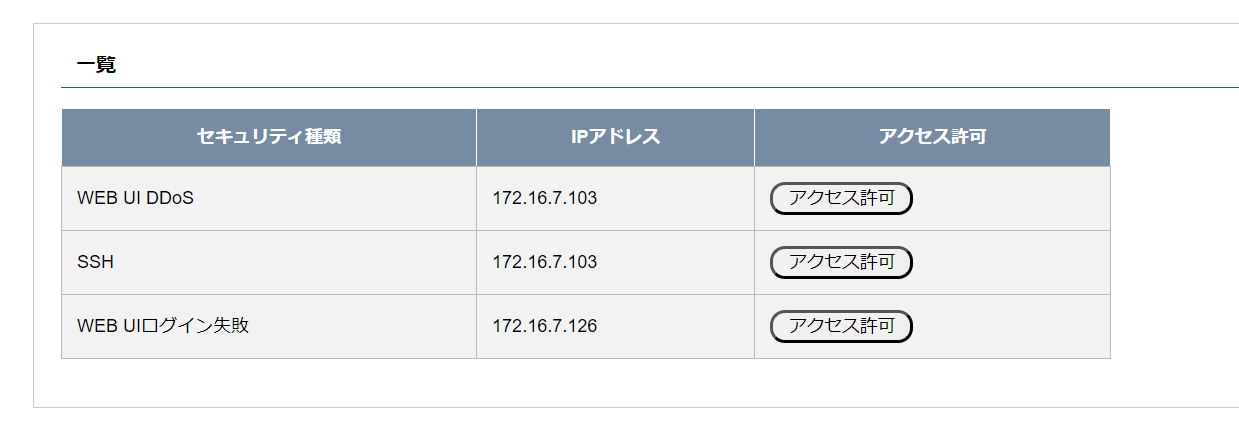 一覧
セキュリティ種類 IPアドレス アクセス許可
WEB UI DDoS 172.16.7.103 アクセス許可
SSH 172.16.7.103 アクセス許可
WEB UIログイン失敗 172.16.7.126 アクセス許可